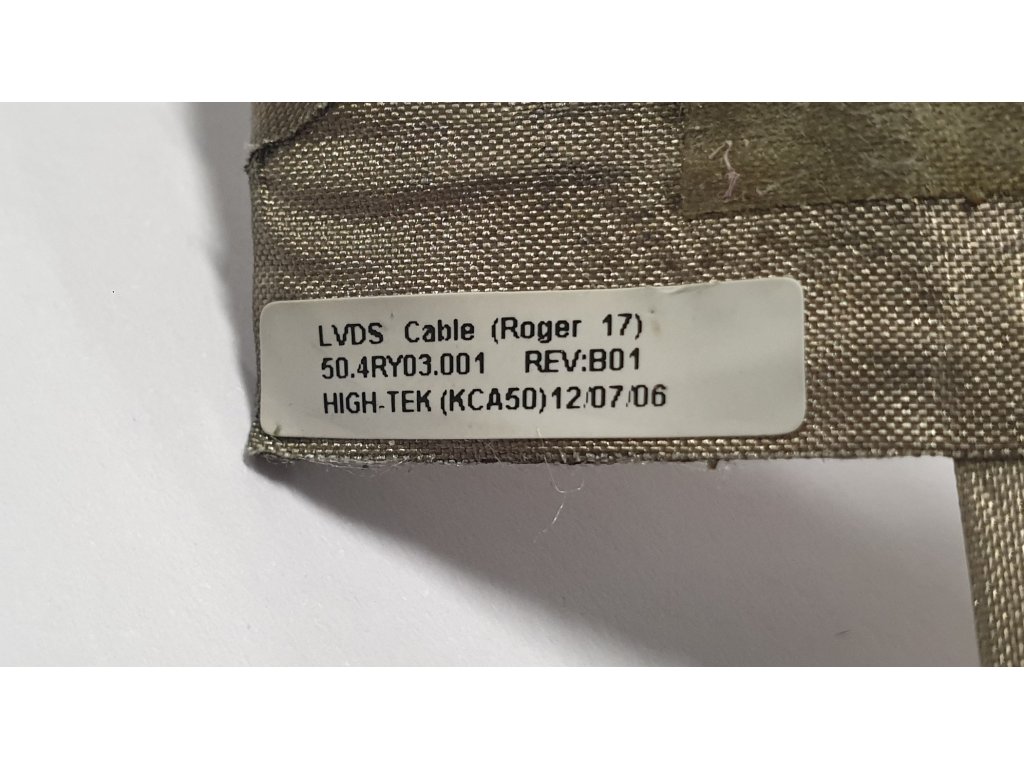 LVDS Cable (Roger 17)
50.4RY03.001 REV:B01
HIGH-TEK (KCA50) 12/07/06